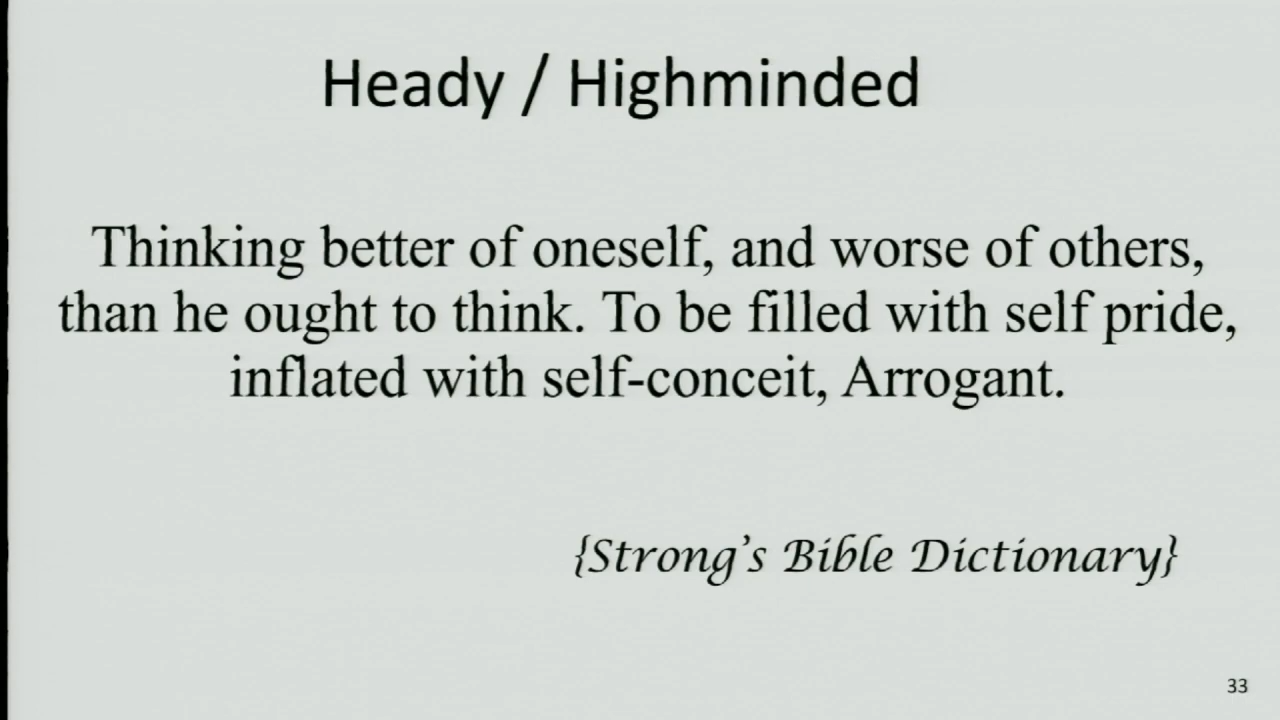 Heady / Highminded
Thinking better of oneself, and worse of others,
than he ought to think. To be filled with self pride,
inflated with self-conceit, Arrogant.
{Strong's Bible Dictionary}
33